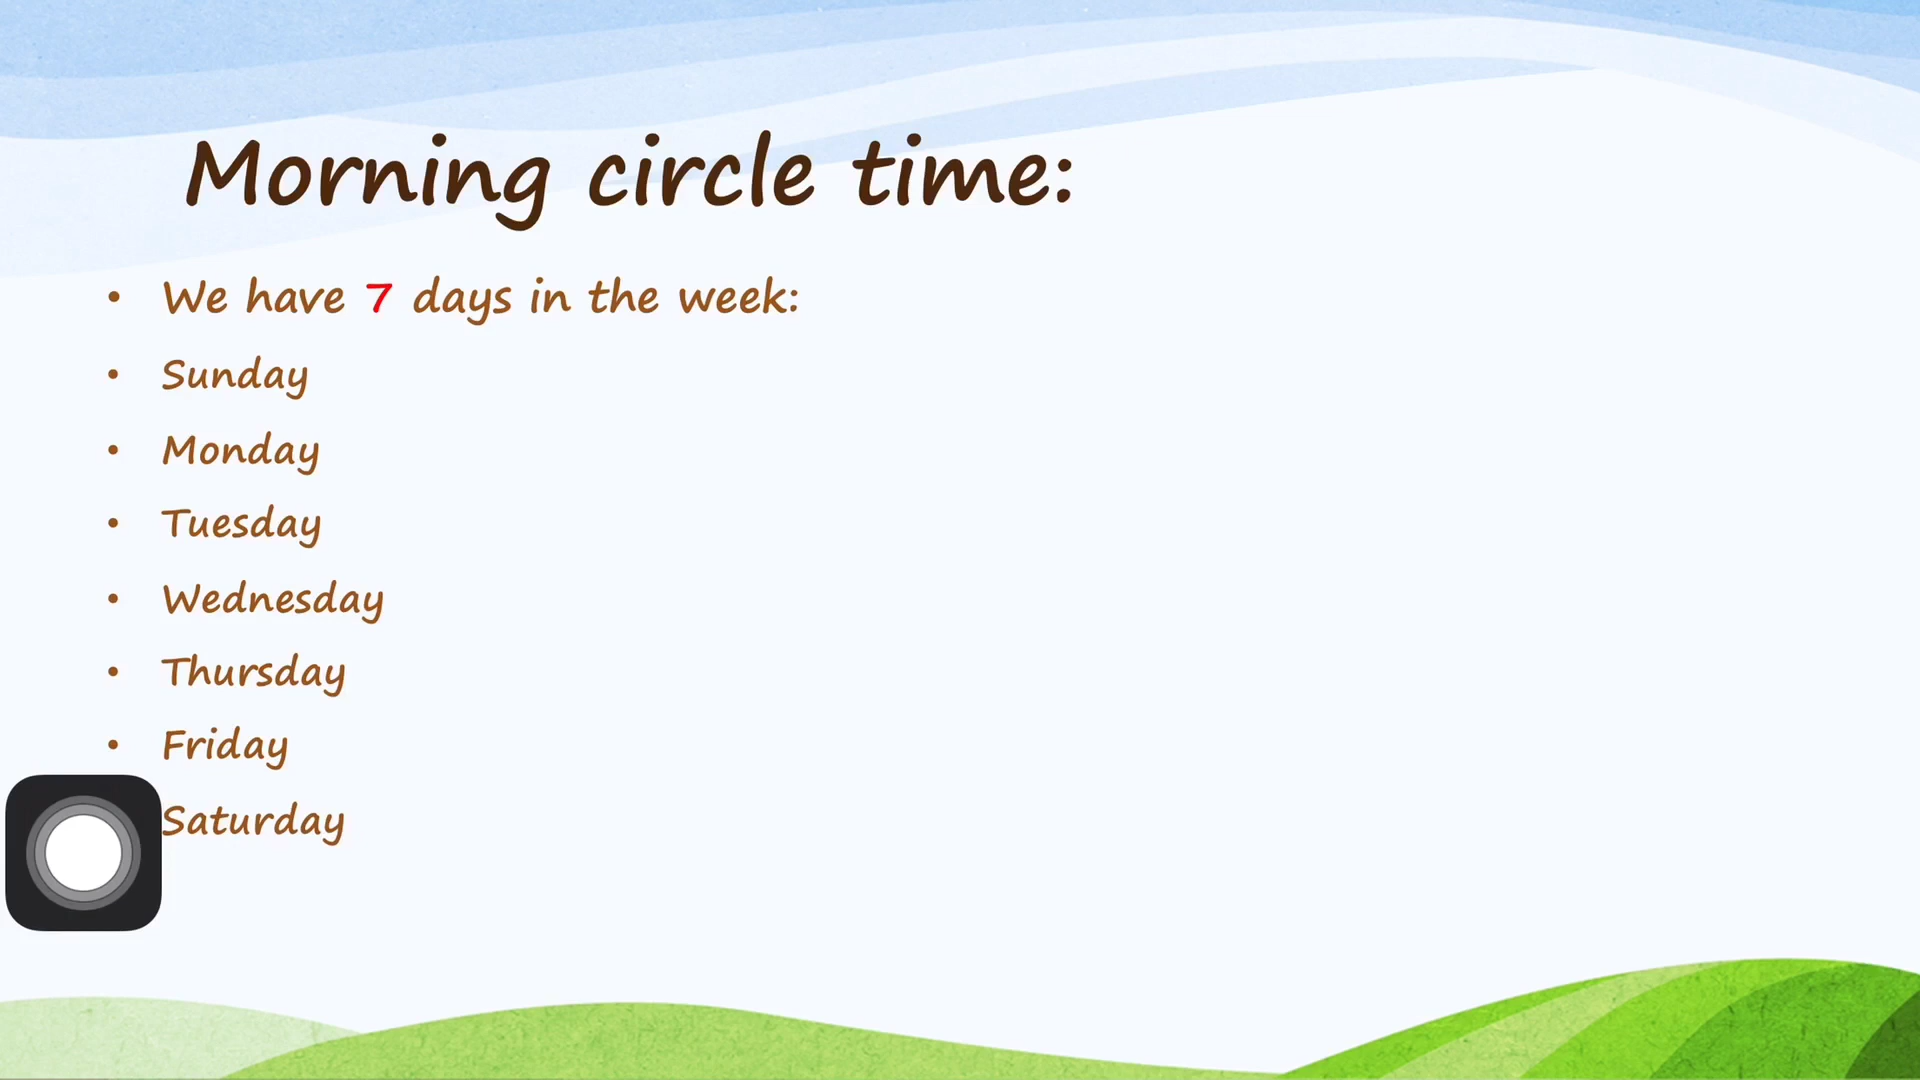 Morning circle time:
• We have 7 days in the week:
• Sunday
• Monday
• Tuesday
• Wednesday
• Thursday
• Friday
Saturday